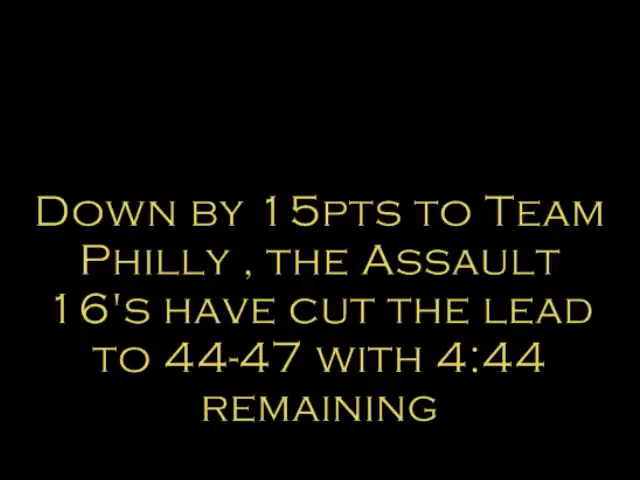 Down by 15pts to Team
Philly , the Assault
16's have cut the lead
to 44-47 with 4:44
remaining